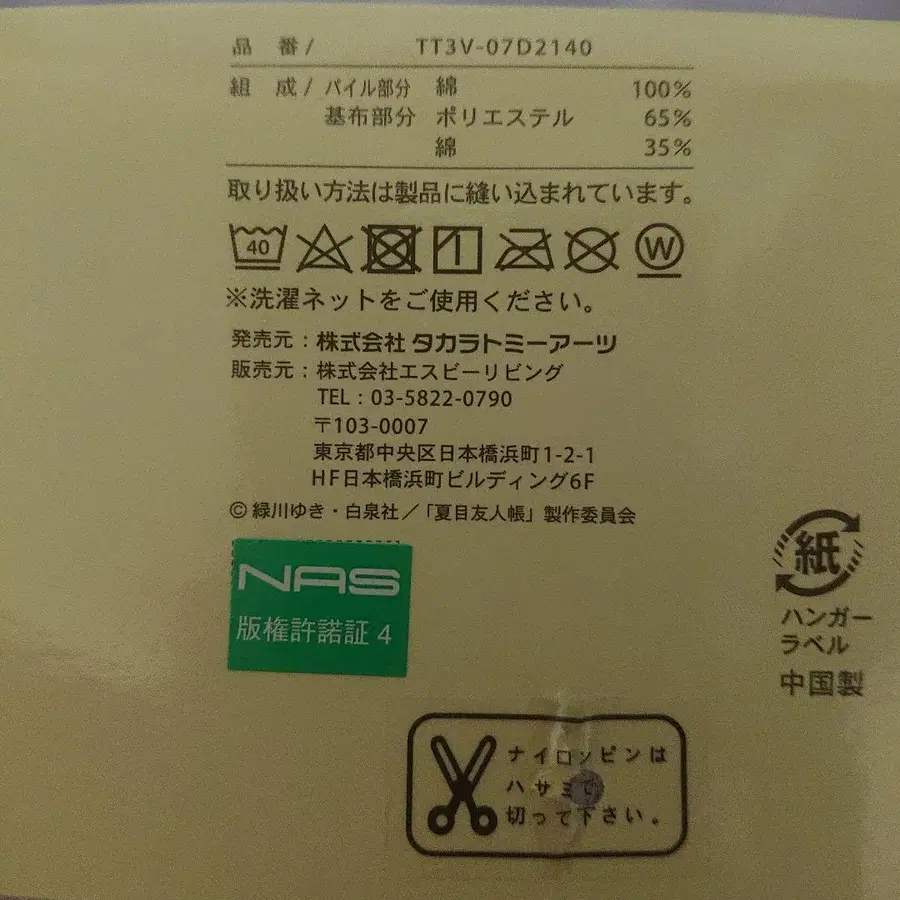 品 番/ TT3V-07D2140
組 成/ パイル部分 綿 100%
基布部分 ポリエステル 65%
綿 35%
取り扱い方法は製品に縫い込まれています。
40
W
※洗濯ネットをご使用ください。
発売元：株式会社 タカラトミーアーツ
販売元：株式会社エスビーリビング
TEL：03-5822-0790
〒103-0007
東京都中央区日本橋浜町1-2-1
HF日本橋浜町ビルディング6F
©緑川ゆき・白泉社／「夏目友人帳」製作委員会
NAS
版権許諾証 4
紙
ハンガー
ラベル
中国製
ナイロンピンは
ハサミで
切って下さい。